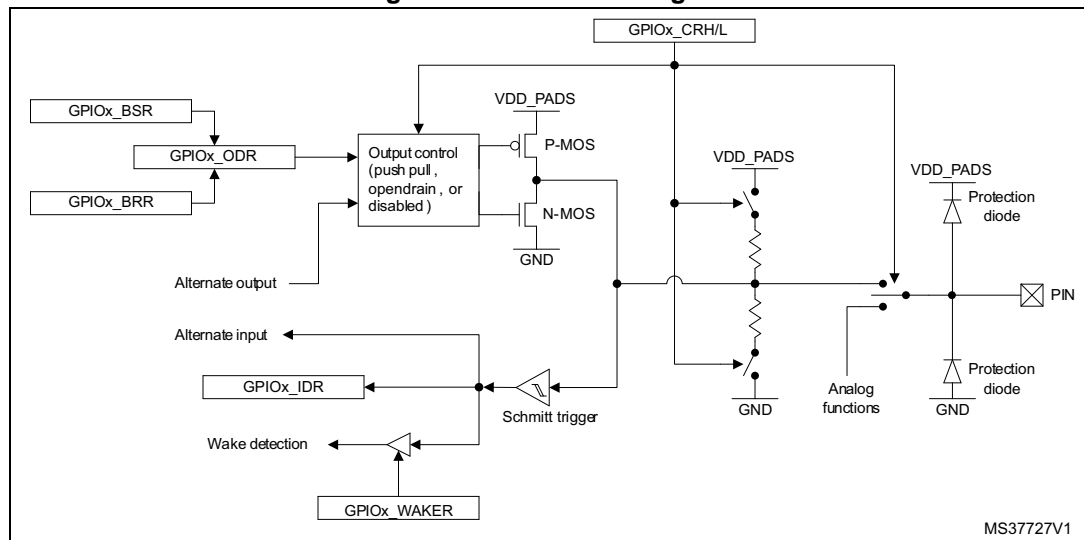 GPIOx_CRH/L
VDD_PADS
GPIOx_BSR
GPIOx_ODR
GPIOx_BRR
Output control
(push pull ,
opendrain , or
disabled )
P-MOS
N-MOS
GND
VDD_PADS
VDD_PADS
Protection
diode
PIN
Alternate output
Alternate input
GPIOx_IDR
Schmitt trigger
Wake detection
GPIOx_WAKER
GND
Analog
functions
Protection
diode
GND
MS37727V1